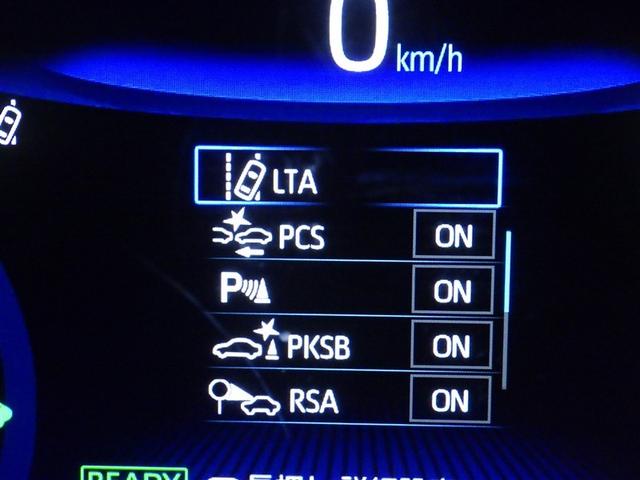 0 km/h
LTA
PCS ON
P ON
PKSB ON
RSA ON
READY